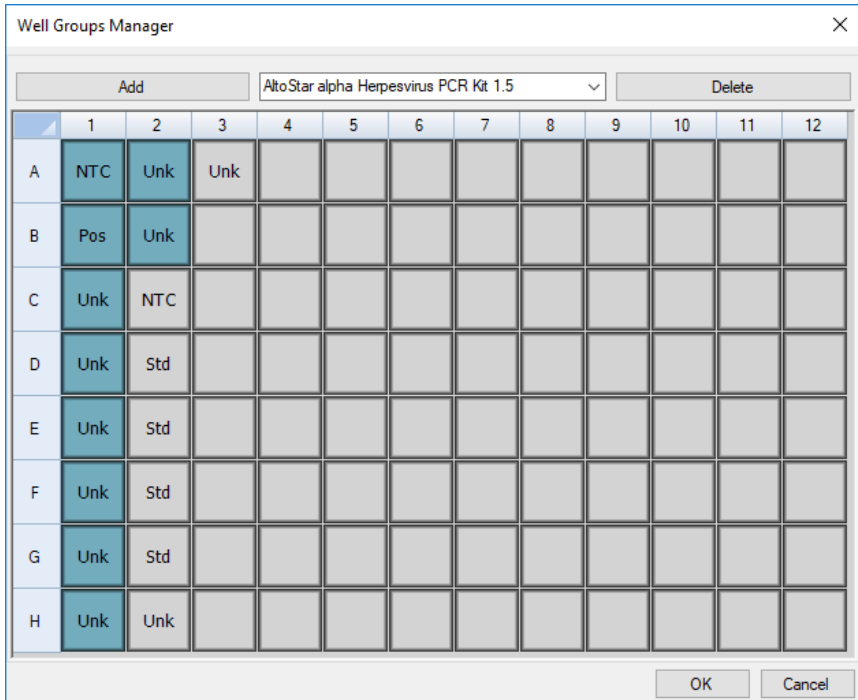 Well Groups Manager
Add AltoStar alpha Herpesvirus PCR Kit 1.5 Delete
1 2 3 4 5 6 7 8 9 10 11 12
A NTC Unk Unk
B Pos Unk
C Unk NTC
D Unk Std
E Unk Std
F Unk Std
G Unk Std
H Unk Unk
OK Cancel